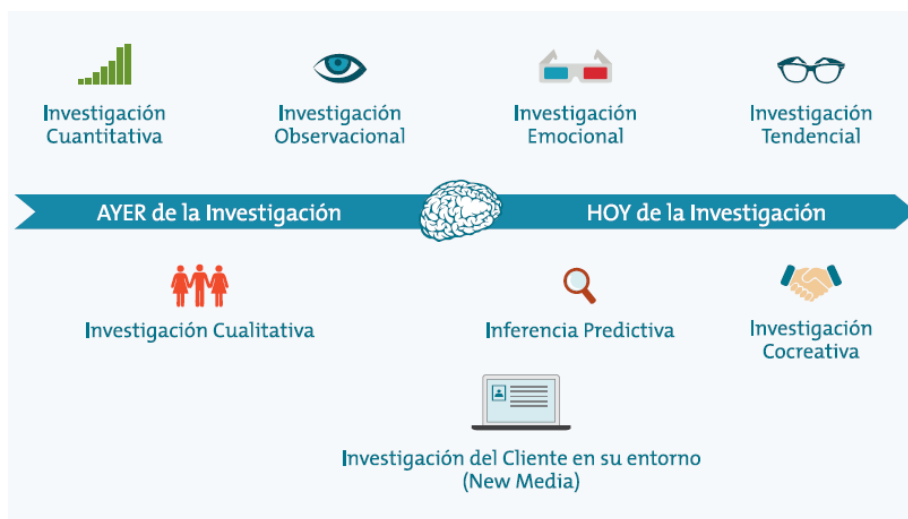 Investigación
Cuantitativa
Investigación
Observacional
Investigación
Emocional
Investigación
Tendencial
AYER de la Investigación
HOY de la Investigación
Investigación Cualitativa
Inferencia Predictiva
Investigación
Cocreativa
Investigación del Cliente en su entorno
(New Media)